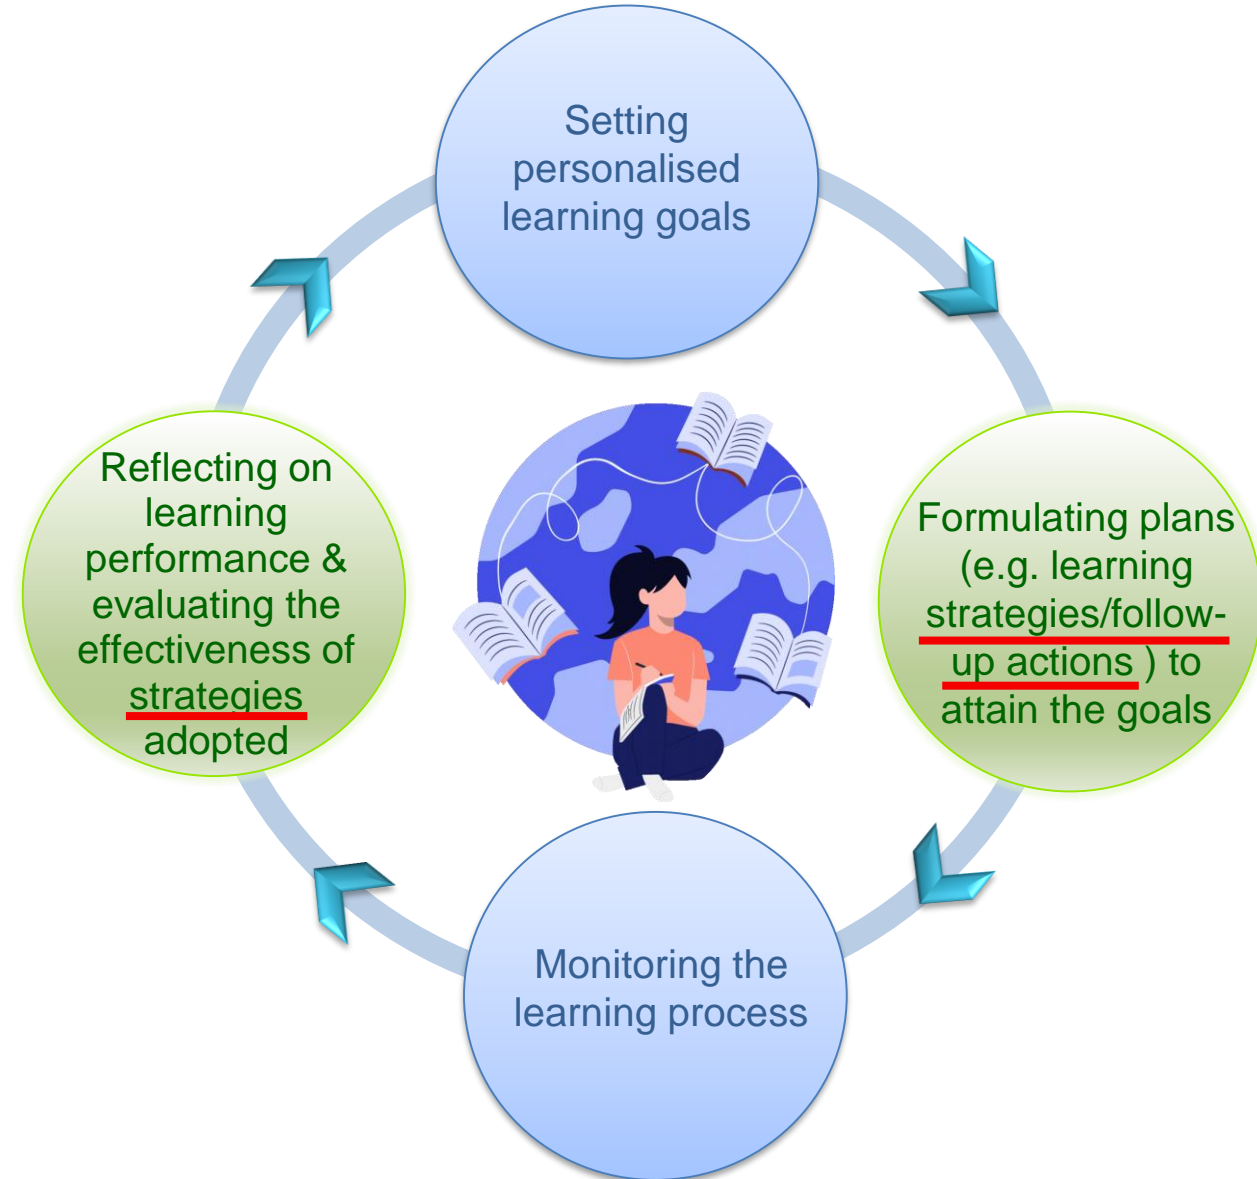 Setting
personalised
learning goals
Formulating plans
(e.g. learning
strategies/follow-
up actions ) to
attain the goals
Monitoring the
learning process
Reflecting on
learning
performance &
evaluating the
effectiveness of
strategies
adopted